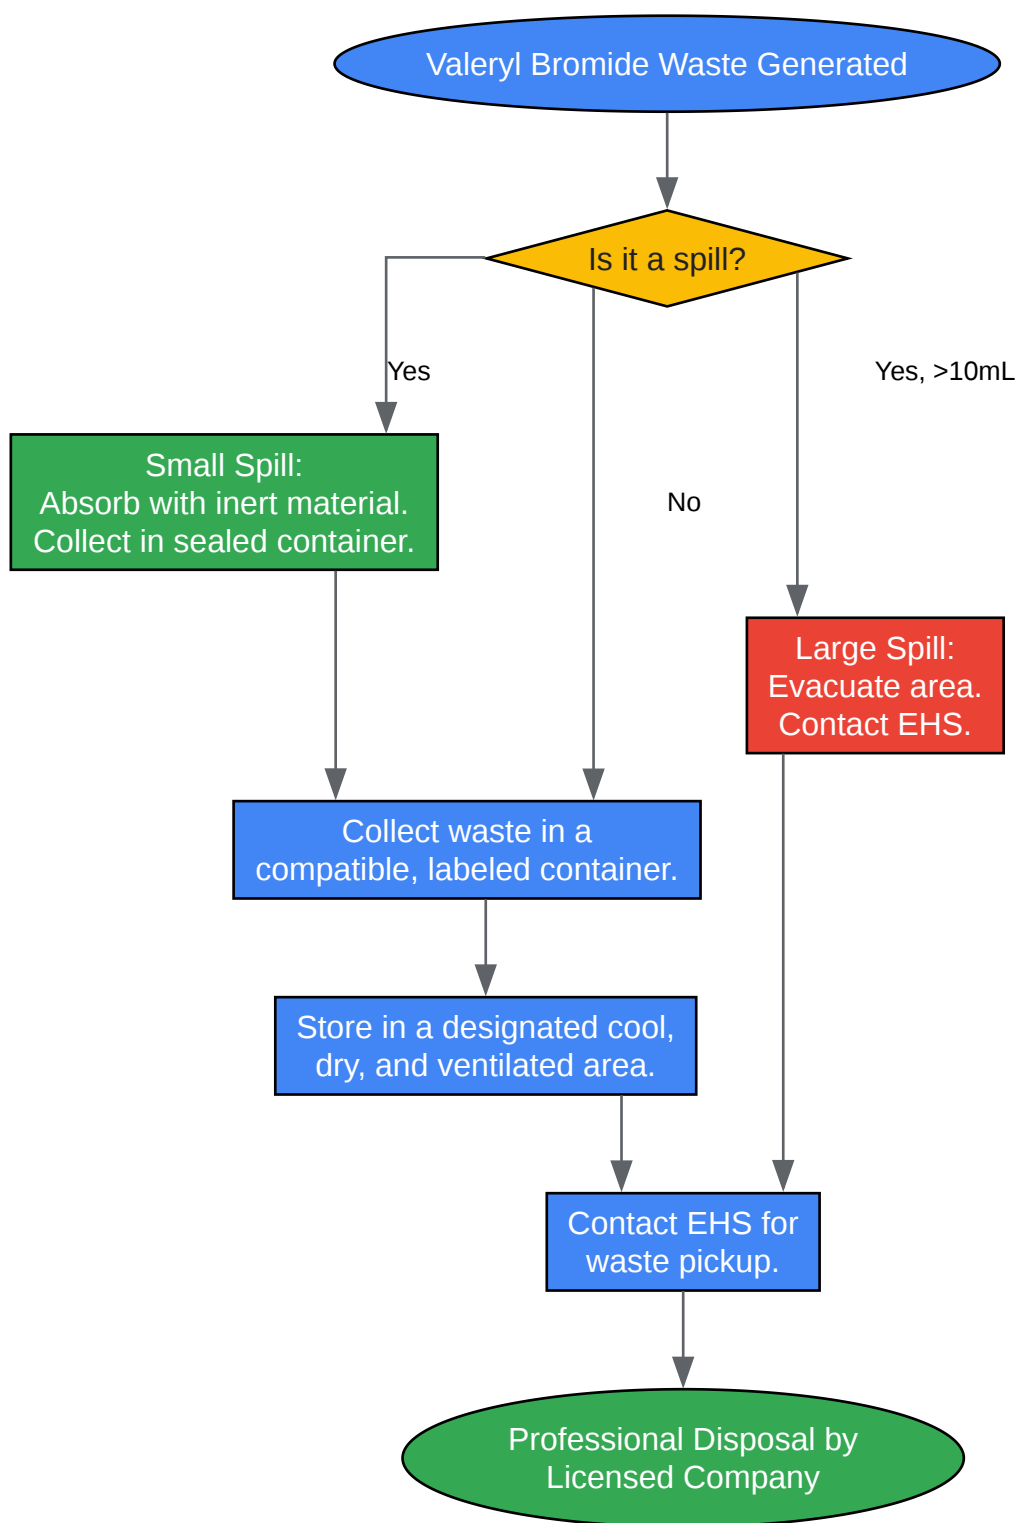 Valeryl Bromide Waste Generated
Is it a spill?
Yes
Yes, >10mL
Small Spill:
Absorb with inert material.
Collect in sealed container.
No
Large Spill:
Evacuate area.
Contact EHS.
Collect waste in a
compatible, labeled container.
Store in a designated cool,
dry, and ventilated area.
Contact EHS for
waste pickup.
Professional Disposal by
Licensed Company